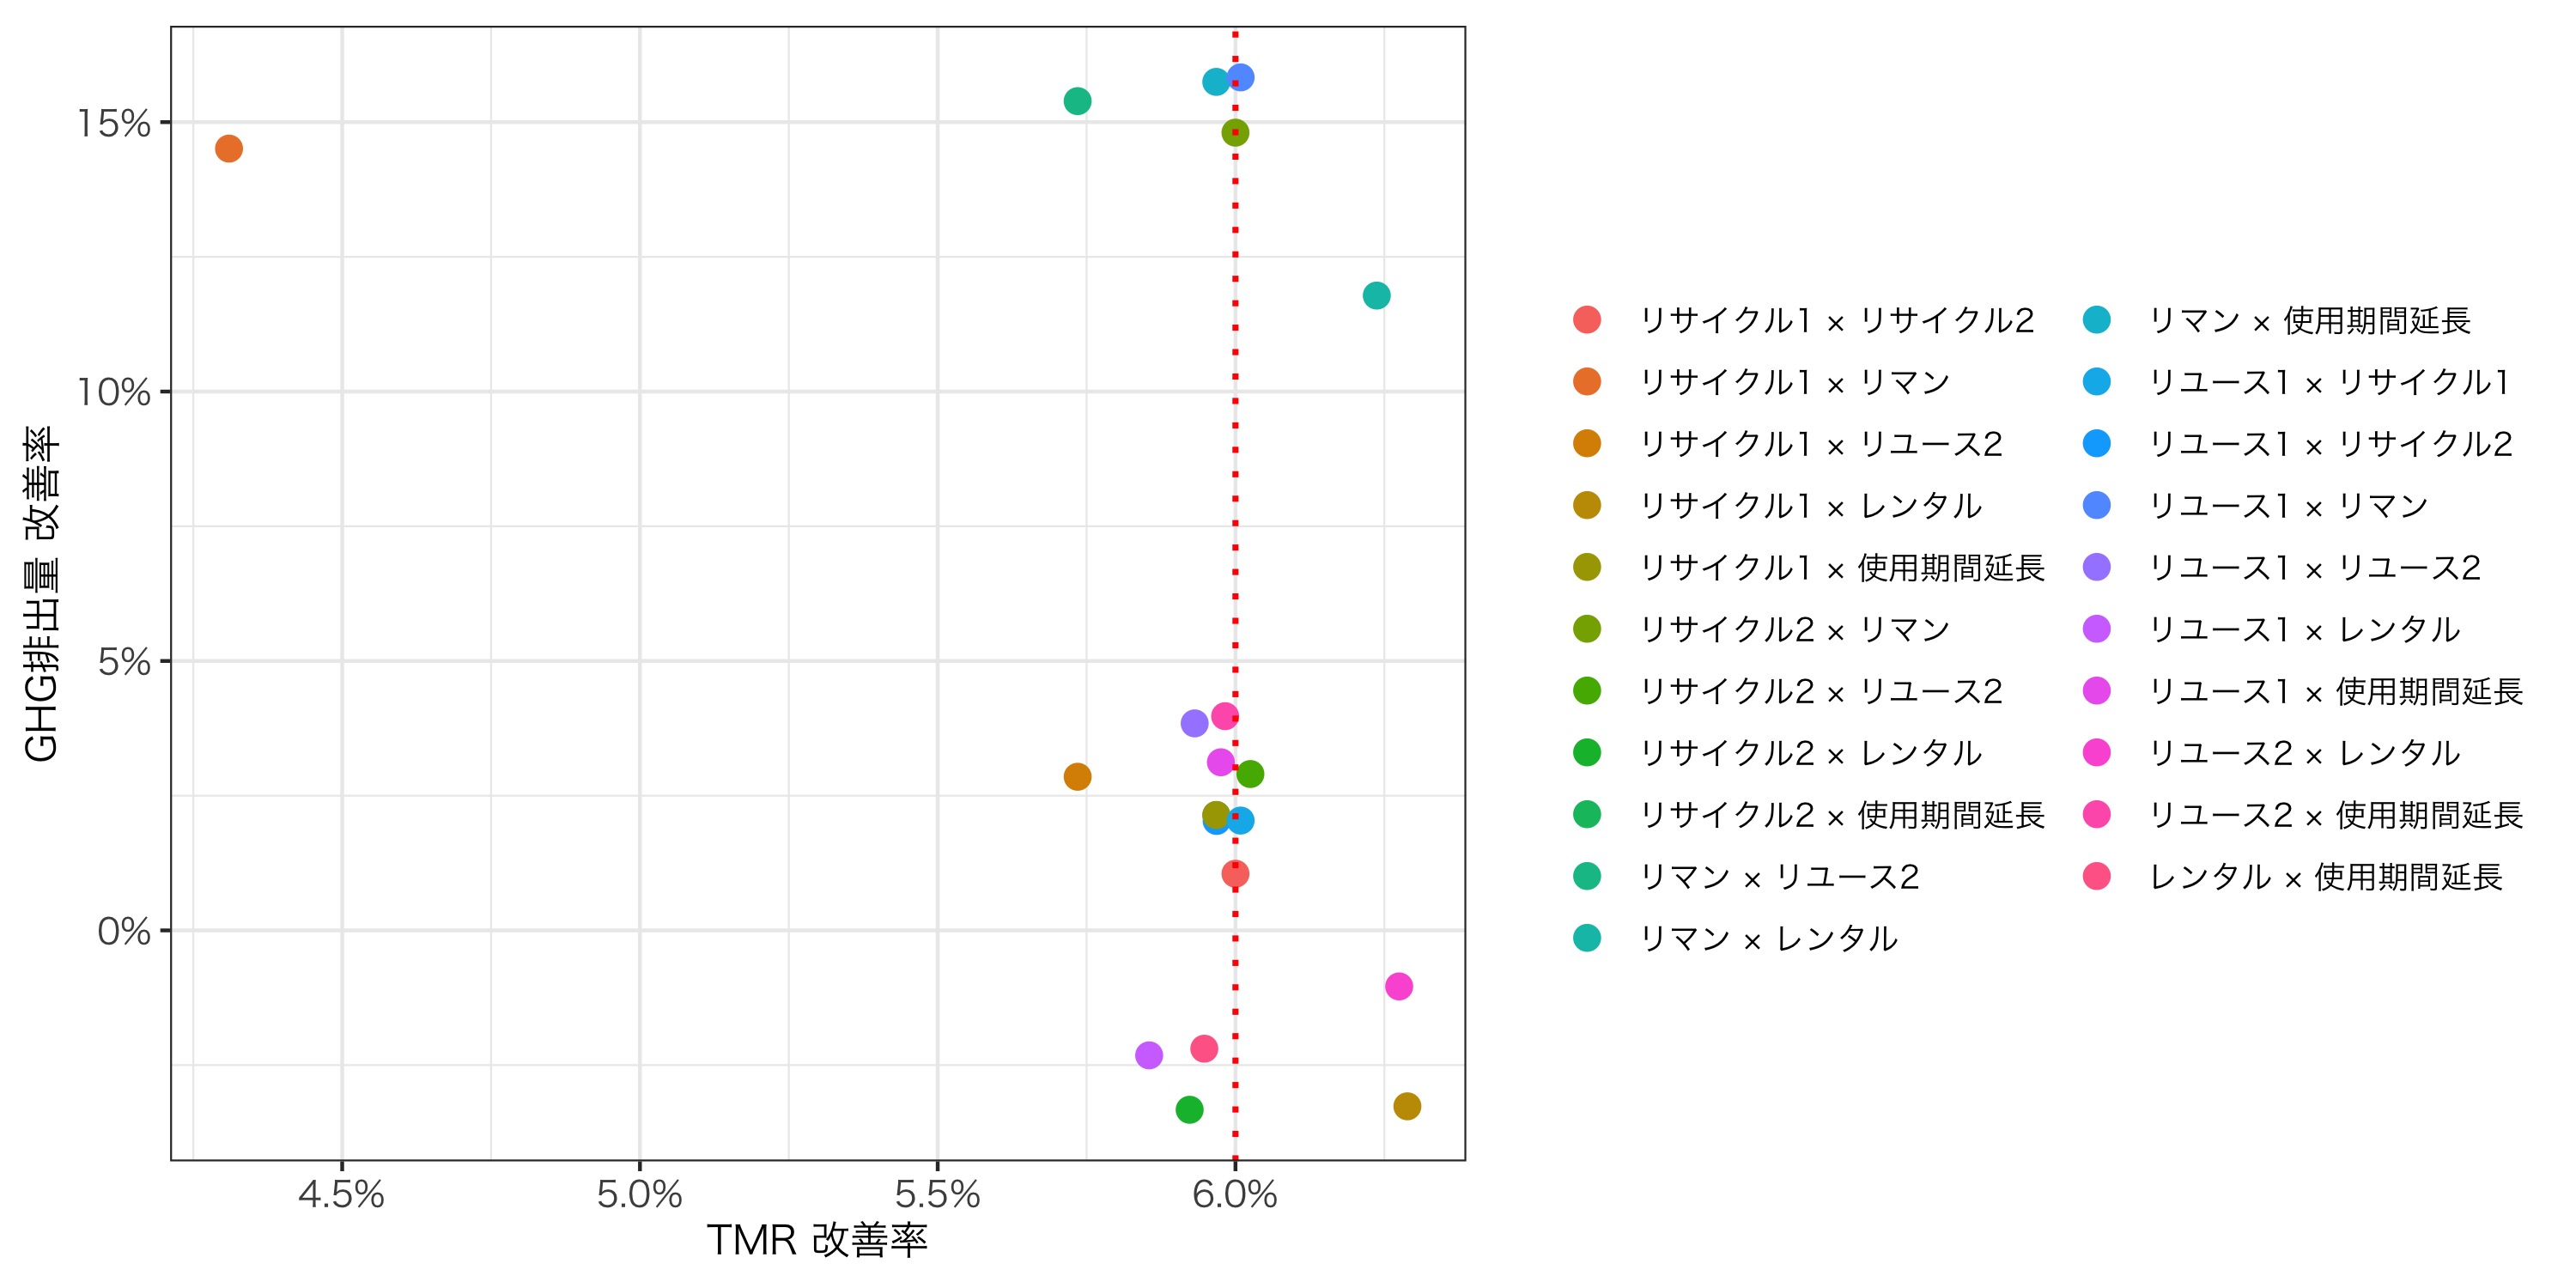 GHG排出量 改善率
15%
10%
5%
0%
4.5% 5.0% 5.5% 6.0%
TMR 改善率
リサイクル1 × リサイクル2
リサイクル1 × リマン
リサイクル1 × リユース2
リサイクル1 × レンタル
リサイクル1 × 使用期間延長
リサイクル2 × リマン
リサイクル2 × リユース2
リサイクル2 × レンタル
リサイクル2 × 使用期間延長
リマン × リユース2
リマン × レンタル
リマン × 使用期間延長
リユース1 × リサイクル1
リユース1 × リサイクル2
リユース1 × リマン
リユース1 × リユース2
リユース1 × レンタル
リユース1 × 使用期間延長
リユース2 × レンタル
リユース2 × 使用期間延長
レンタル × 使用期間延長